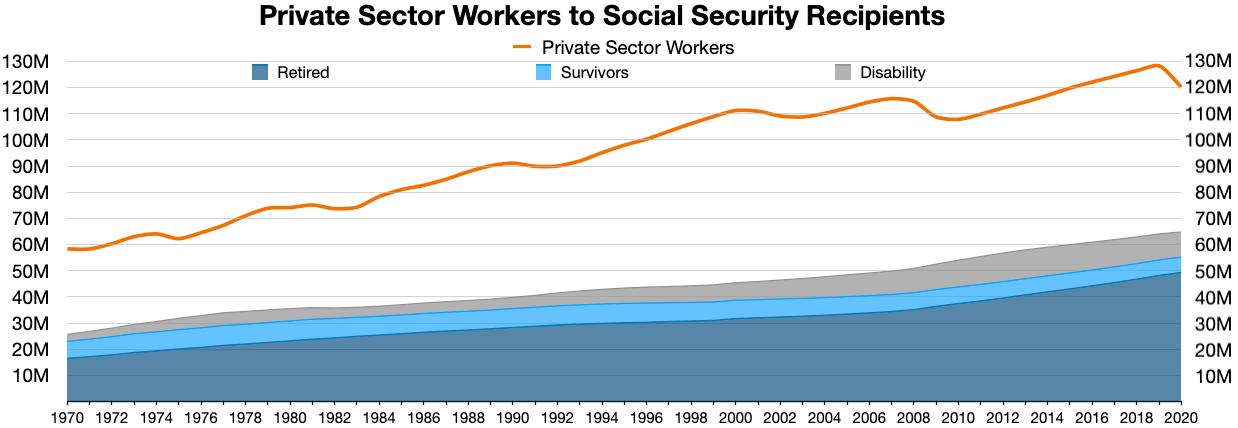 Private Sector Workers to Social Security Recipients
Private Sector Workers
Retired Survivors Disability
130M 130M
120M 120M
110M 110M
100M 100M
90M 90M
80M 80M
70M 70M
60M 60M
50M 50M
40M 40M
30M 30M
20M 20M
10M 10M
1970 1972 1974 1976 1978 1980 1982 1984 1986 1988 1990 1992 1994 1996 1998 2000 2002 2004 2006 2008 2010 2012 2014 2016 2018 2020